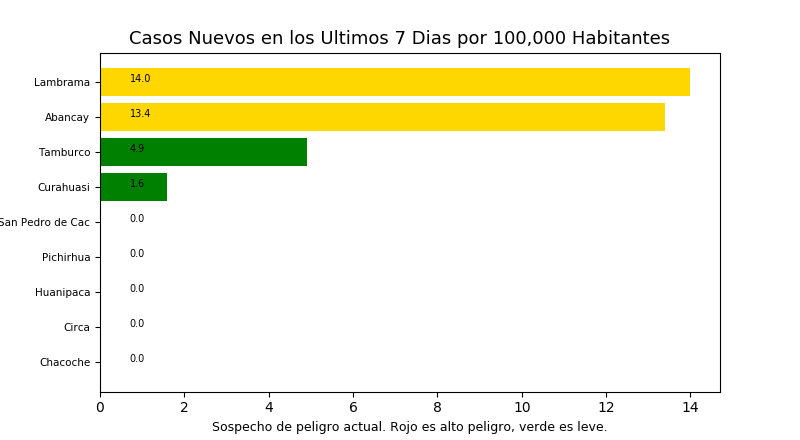 Casos Nuevos en los Ultimos 7 Dias por 100,000 Habitantes
Lambrama 14.0
Abancay 13.4
Tamburco 4.9
Curahuasi 1.6
San Pedro de Cac 0.0
Pichirhua 0.0
Huanipaca 0.0
Circa 0.0
Chacoche 0.0
0 2 4 6 8 10 12 14
Sospecho de peligro actual. Rojo es alto peligro, verde es leve.